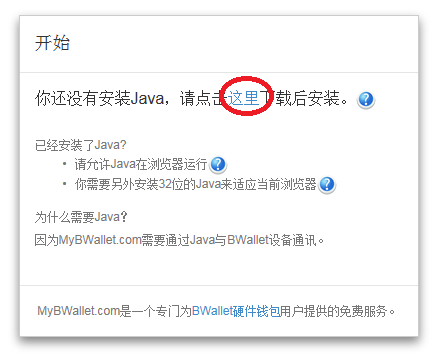 开始
你还没有安装Java，请点击这里下载后安装。
已经安装了Java?
• 请允许Java在浏览器运行
• 你需要另外安装32位的Java来适应当前浏览器
为什么需要Java？
因为MyBWallet.com需要通过Java与BWallet设备通讯。
MyBWallet.com是一个专门为BWallet硬件钱包用户提供的免费服务。